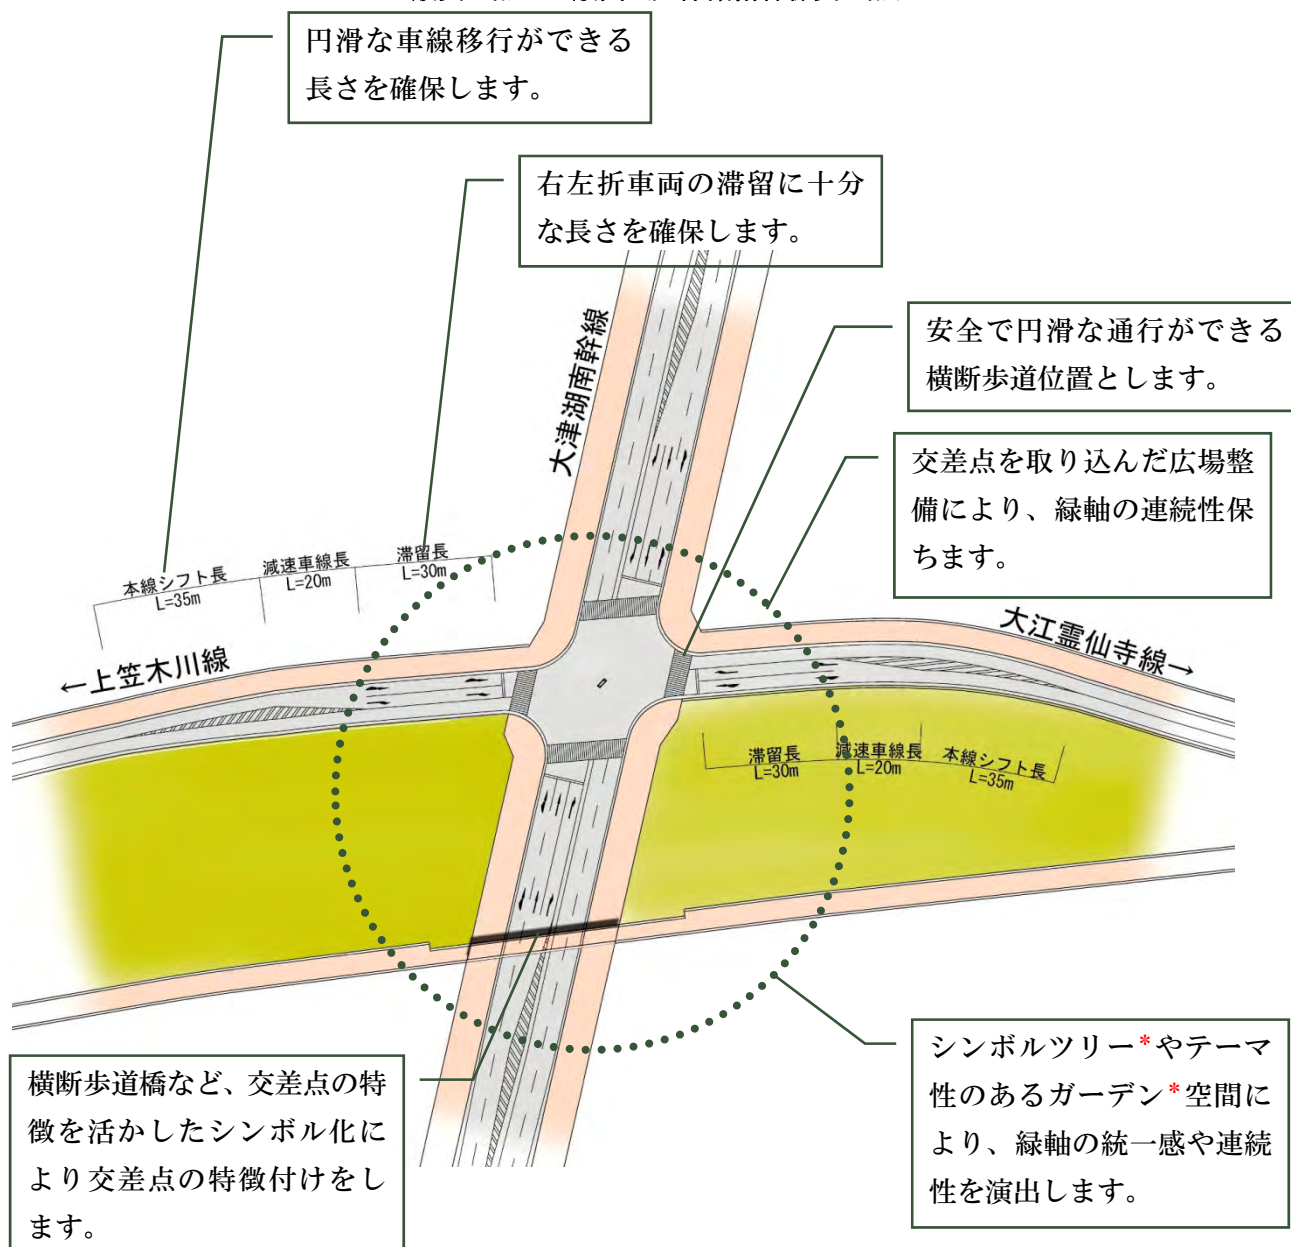 円滑な車線移行ができる
長さを確保します。
右左折車両の滞留に十分
な長さを確保します。
安全で円滑な通行ができる
横断歩道位置とします。
大津湖南幹線
交差点を取り込んだ広場整
備により、緑軸の連続性保
ちます。
本線シフト長
L=35m
減速車線長
L=20m
滞留長
L=30m
←上笠木川線
大江霊仙寺線→
滞留長
L=30m
減速車線長
L=20m
本線シフト長
L=35m
横断歩道橋など、交差点の特
徴を活かしたシンボル化に
より交差点の特徴付けをし
ます。
シンボルツリー*やテーマ
性のあるガーデン*空間に
より、緑軸の統一感や連続
性を演出します。